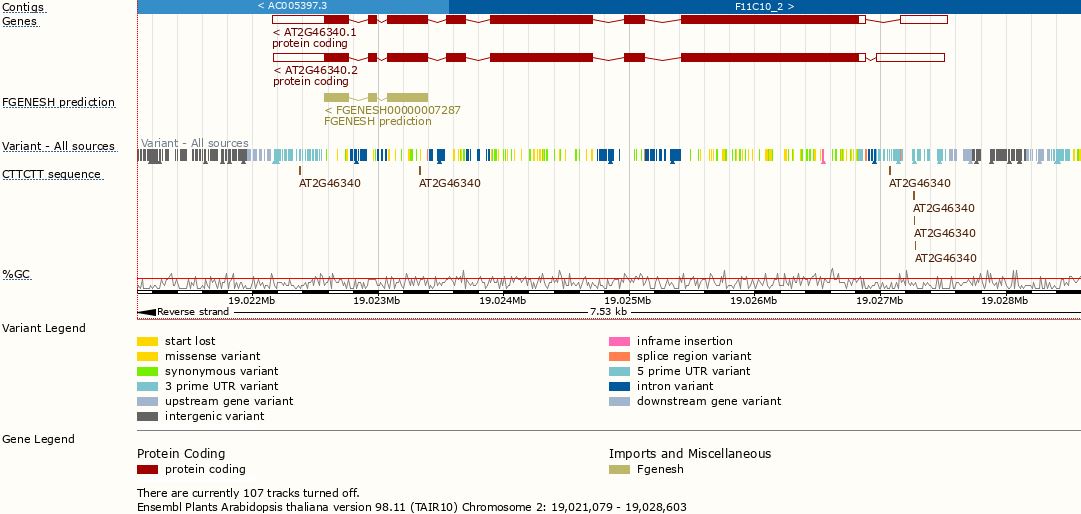 Contigs
< AC005397.3
F11C10_2 >
Genes
< AT2G46340.1
protein coding
< AT2G46340.2
protein coding
FGENESH prediction
< FGENESH00000007287
FGENESH prediction
Variant - All sources
Variant - All sources
CTTCTT sequence
AT2G46340 AT2G46340 AT2G46340
AT2G46340
AT2G46340
AT2G46340
%GC
19.022Mb 19.023Mb 19.024Mb 19.025Mb 19.026Mb 19.027Mb 19.028Mb
Reverse strand 7.53 kb
Variant Legend
start lost
missense variant
synonymous variant
3 prime UTR variant
upstream gene variant
intergenic variant
inframe insertion
splice region variant
5 prime UTR variant
intron variant
downstream gene variant
Gene Legend
Protein Coding
protein coding
Imports and Miscellaneous
Fgenesh
There are currently 107 tracks turned off.
Ensembl Plants Arabidopsis thaliana version 98.11 (TAIR10) Chromosome 2: 19,021,079 - 19,028,603